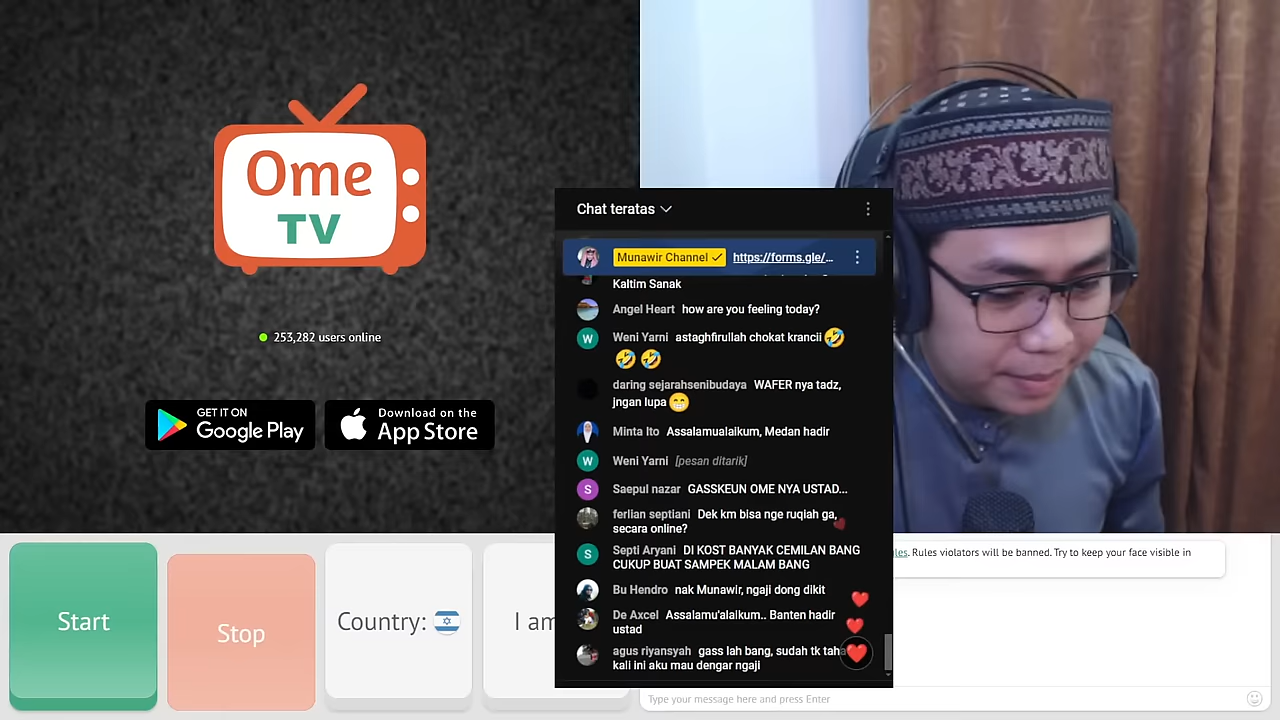 Ome
TV
253,282 users online
GET IT ON
Google Play
Download on the
App Store
Start
Stop
Country:
I am
Chat teratas
Munawir Channel https://forms.gle/...
Kaltim Sanak
Angel Heart how are you feeling today?
W
Weni Yarni astaghfirullah chokat krancii🤣
🤣🤣
daring sejarahsenibudaya WAFER nya tadz,
jngan lupa😁
Minta Ito Assalamualaikum, Medan hadir
W
Weni Yarni [pesan ditarik]
S
Saepul nazar GASSKEUN OME NYA USTAD...
ferlian septiani Dek km bisa nge ruqiah ga,
secara online?
S
Septi Aryani DI KOST BANYAK CEMILAN BANG
CUKUP BUAT SAMPEK MALAM BANG
Bu Hendro nak Munawir, ngaji dong dikit
De Axcel Assalamu'alaikum.. Banten hadir
ustad
agus riyansyah gass lah bang, sudah tk taha
kali ini aku mau dengar ngaji
les. Rules violators will be banned. Try to keep your face visible in
Type your message here and press Enter